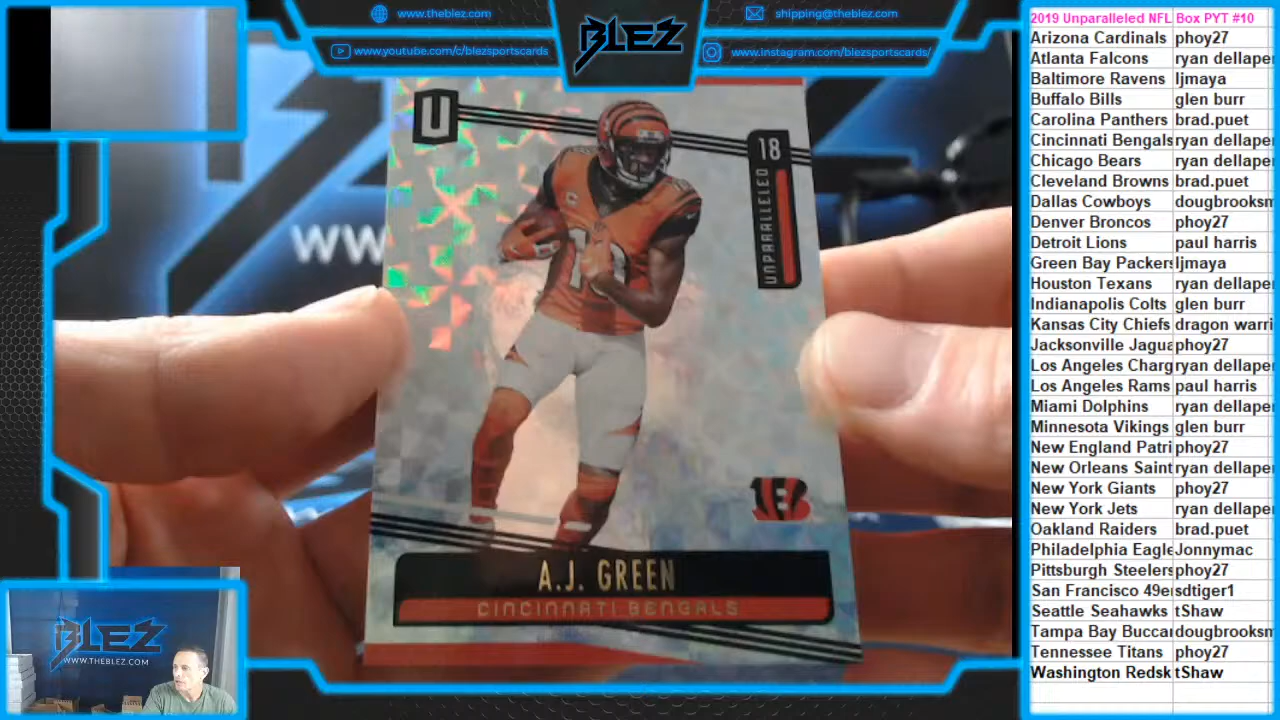 www.theblez.com
www.youtube.com/c/blezsportscards
BLEZ
shipping@theblez.com
www.instagram.com/blezsportscards/
U
18
UNPARALLELED
A.J. GREEN
CINCINNATI BENGALS
WW
BLEZ
WWW.THEBLEZ.COM
2019 Unparalleled NFL Box PYT #10
Arizona Cardinals phoy27
Atlanta Falcons ryan dellape
Baltimore Ravens ljmaya
Buffalo Bills glen burr
Carolina Panthers brad.puet
Cincinnati Bengals ryan dellape
Chicago Bears ryan dellape
Cleveland Browns brad.puet
Dallas Cowboys dougbrooksm
Denver Broncos phoy27
Detroit Lions paul harris
Green Bay Packers ljmaya
Houston Texans ryan dellape
Indianapolis Colts glen burr
Kansas City Chiefs dragon warri
Jacksonville Jagua phoy27
Los Angeles Charg ryan dellape
Los Angeles Rams paul harris
Miami Dolphins ryan dellape
Minnesota Vikings glen burr
New England Patri phoy27
New Orleans Saint ryan dellape
New York Giants phoy27
New York Jets ryan dellape
Oakland Raiders brad.puet
Philadelphia Eagle Jonnymac
Pittsburgh Steelers phoy27
San Francisco 49e sdtiger1
Seattle Seahawks tShaw
Tampa Bay Bucca dougbrooksm
Tennessee Titans phoy27
Washington Redsk tShaw